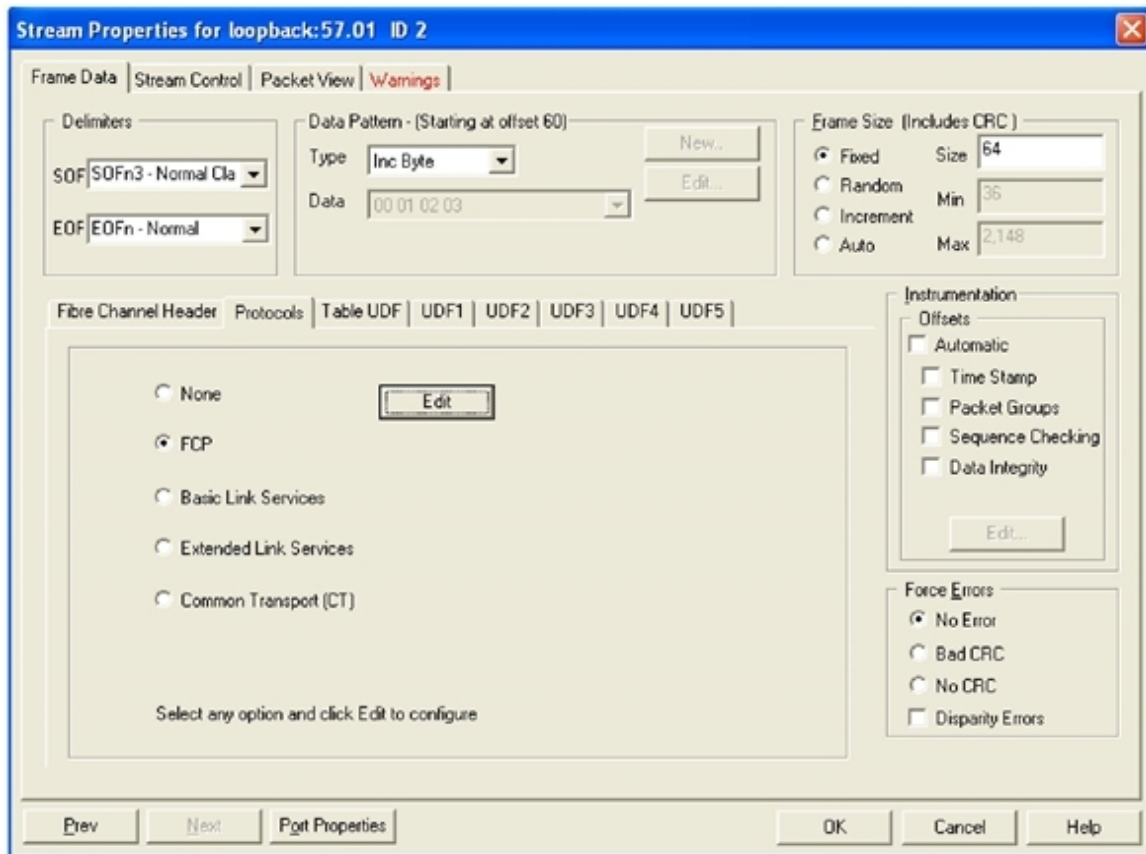 Stream Properties for loopback:57.01 ID 2
Frame Data Stream Control Packet View Warnings
Delimiters
SOF SOFn3 - Normal Cla
EOF EOFn - Normal
Data Pattern - (Starting at offset 60)
Type Inc Byte
Data 00 01 02 03
New..
Edit...
Frame Size (Includes CRC )
Fixed
Random
Increment
Auto
Size 64
Min 36
Max 2,148
Fibre Channel Header Protocols Table UDF UDF1 UDF2 UDF3 UDF4 UDF5
None
Edit
FCP
Basic Link Services
Extended Link Services
Common Transport (CT)
Select any option and click Edit to configure
Instrumentation
Offsets
Automatic
Time Stamp
Packet Groups
Sequence Checking
Data Integrity
Edit...
Force Errors
No Error
Bad CRC
No CRC
Disparity Errors
Prev Next Port Properties OK Cancel Help